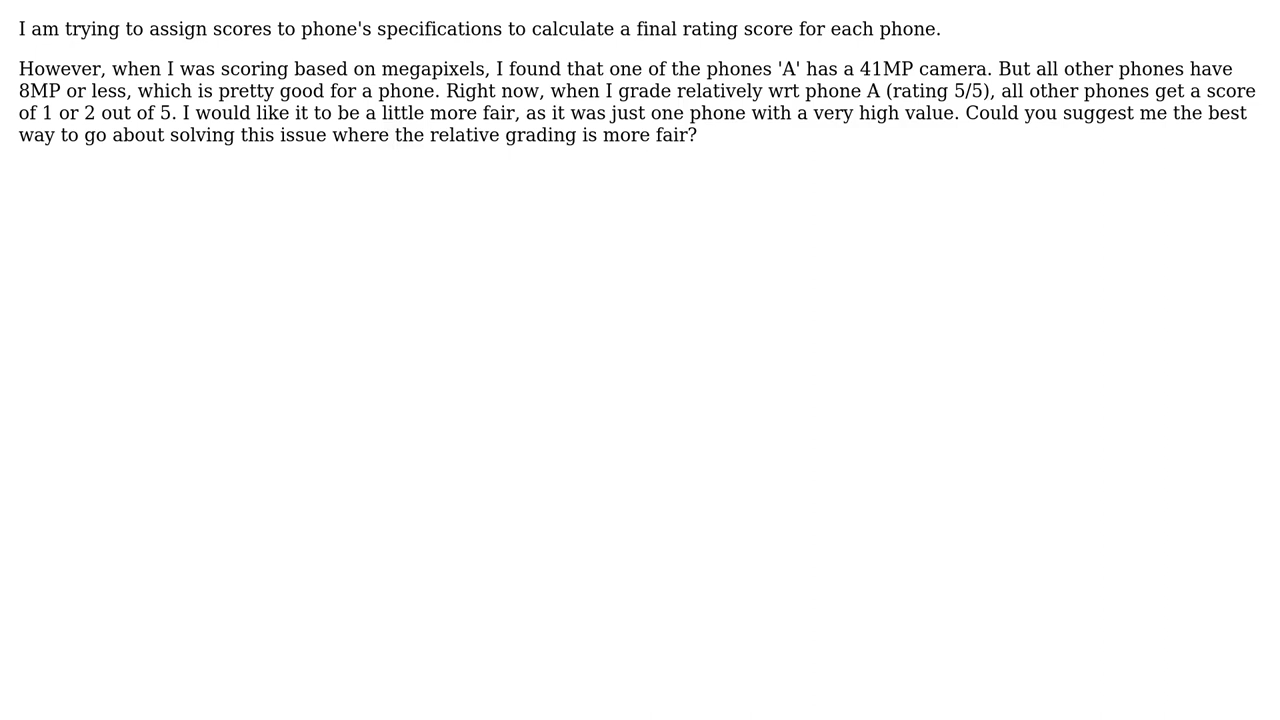 I am trying to assign scores to phone's specifications to calculate a final rating score for each phone.
However, when I was scoring based on megapixels, I found that one of the phones 'A' has a 41MP camera. But all other phones have
8MP or less, which is pretty good for a phone. Right now, when I grade relatively wrt phone A (rating 5/5), all other phones get a score
of 1 or 2 out of 5. I would like it to be a little more fair, as it was just one phone with a very high value. Could you suggest me the best
way to go about solving this issue where the relative grading is more fair?